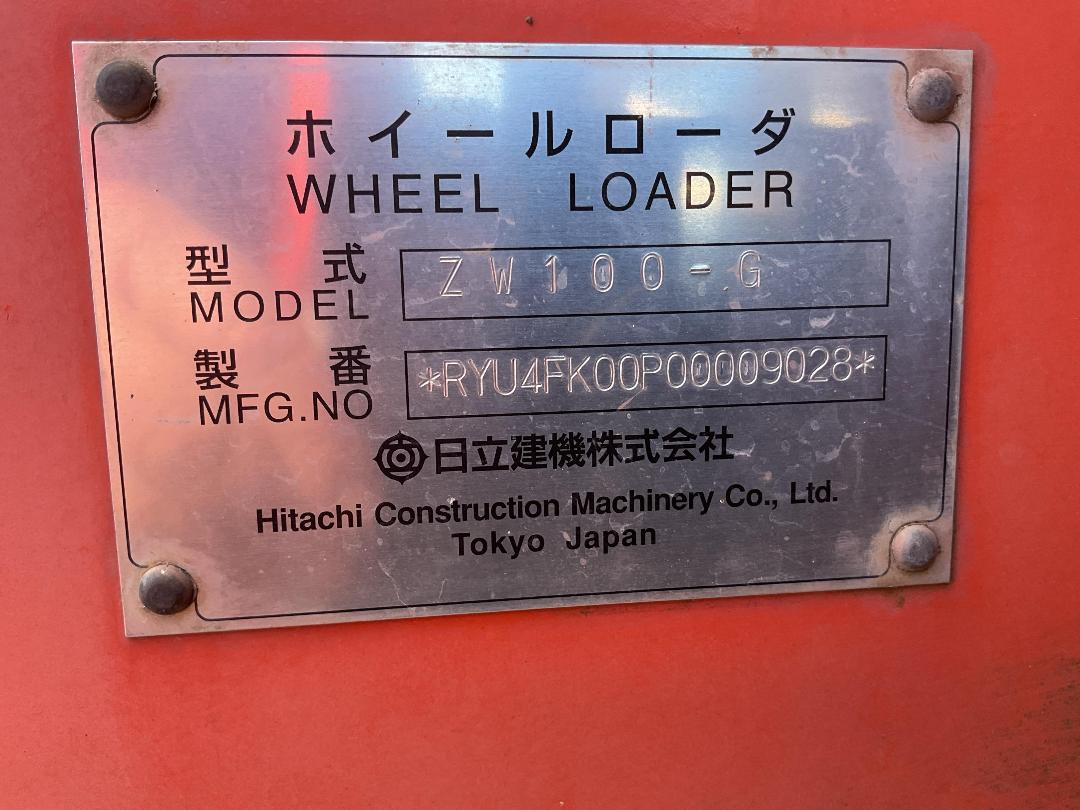 ホイールローダ
WHEEL LOADER
型式 ZW100-G
MODEL
製番 *RYU4FK00P00009028*
MFG.NO
日立建機株式会社
Hitachi Construction Machinery Co., Ltd.
Tokyo Japan